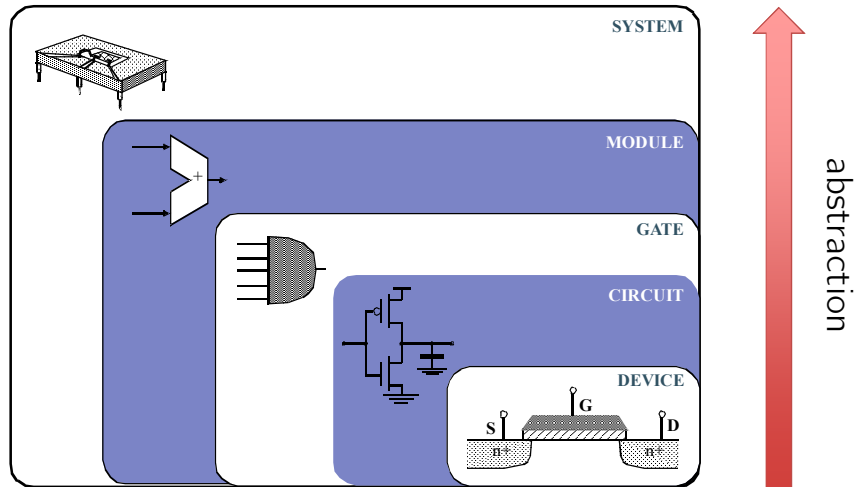 SYSTEM
MODULE
+
GATE
CIRCUIT
DEVICE
G
S
D
n+
n+
abstraction